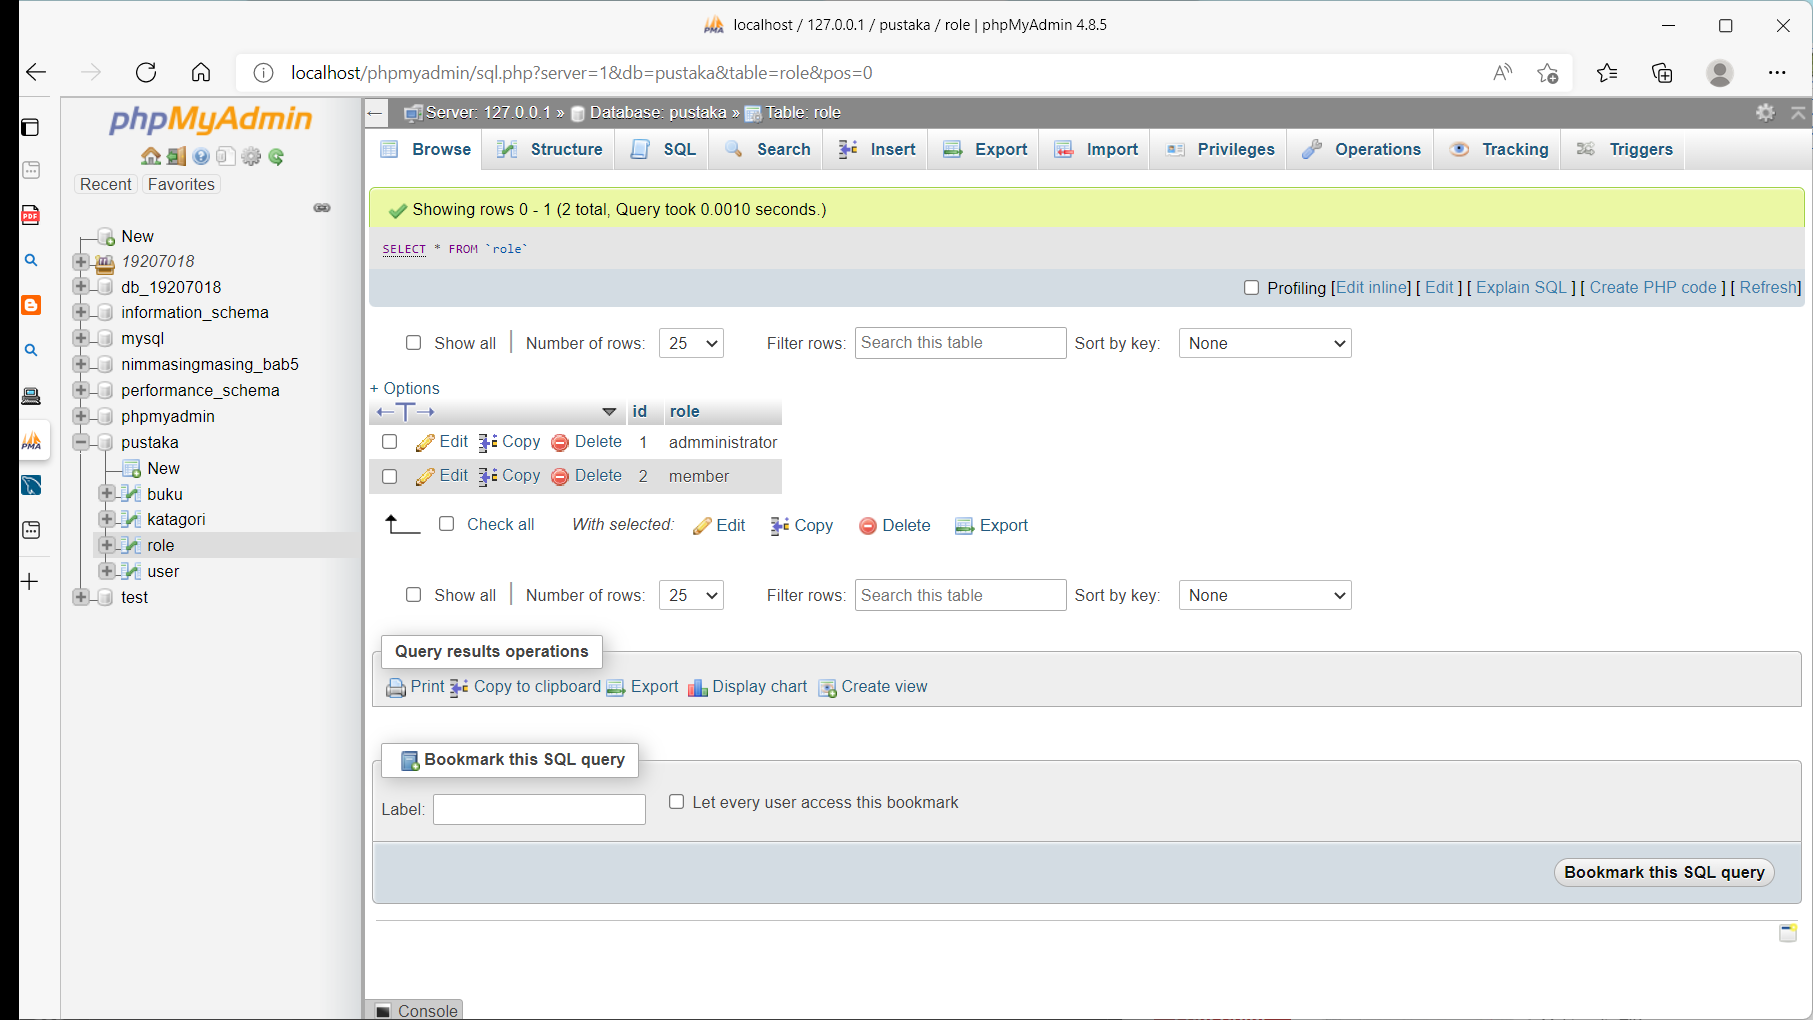 localhost / 127.0.0.1 / pustaka / role | phpMyAdmin 4.8.5
localhost/phpmyadmin/sql.php?server=1&db=pustaka&table=role&pos=0
phpMyAdmin
Recent Favorites
New
19207018
db_19207018
information_schema
mysql
nimmasingmasing_bab5
performance_schema
phpmyadmin
pustaka
New
buku
katagori
role
user
test
Server: 127.0.0.1 » Database: pustaka » Table: role
Browse Structure SQL Search Insert Export Import Privileges Operations Tracking Triggers
Showing rows 0 - 1 (2 total, Query took 0.0010 seconds.)
SELECT * FROM `role`
Profiling [Edit inline] [ Edit ] [ Explain SQL ] [ Create PHP code ] [ Refresh]
Show all | Number of rows: 25 Filter rows: Search this table Sort by key: None
+ Options
←T→ id role
Edit Copy Delete 1 admministrator
Edit Copy Delete 2 member
Check all With selected: Edit Copy Delete Export
Show all | Number of rows: 25 Filter rows: Search this table Sort by key: None
Query results operations
Print Copy to clipboard Export Display chart Create view
Bookmark this SQL query
Label: Let every user access this bookmark
Bookmark this SQL query
Console